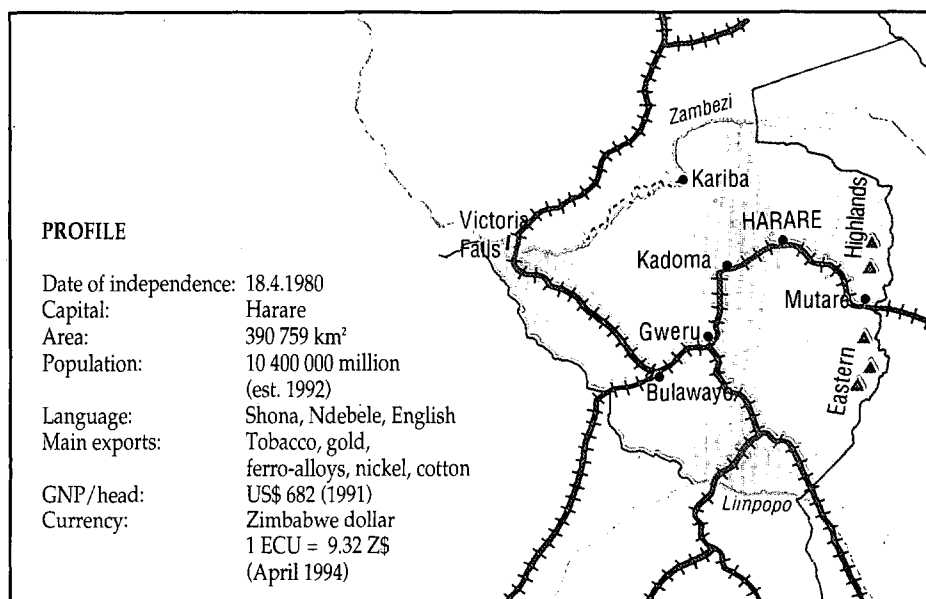 PROFILE
Date of independence: 18.4.1980
Capital: Harare
Area: 390 759 km²
Population: 10 400 000 million
(est. 1992)
Language: Shona, Ndebele, English
Main exports: Tobacco, gold,
ferro-alloys, nickel, cotton
GNP/head: US$ 682 (1991)
Currency: Zimbabwe dollar
1 ECU = 9.32 Z$
(April 1994)
Zambezi
Kariba
Victoria
Falls
HARARE
Highlands
Kadoma
Mutare
Gweru
Eastern
Bulawayo
Limpopo